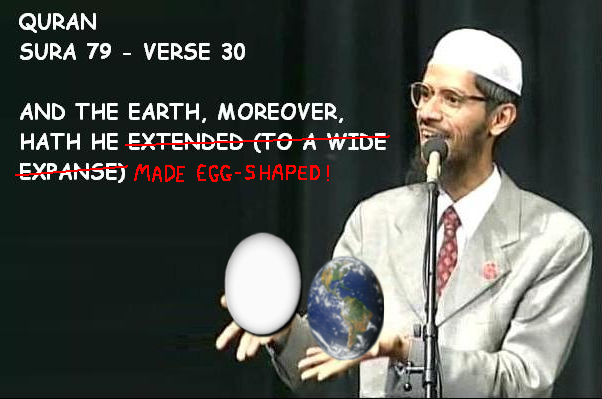 QURAN
SURA 79 - VERSE 30
AND THE EARTH, MOREOVER,
HATH HE EXTENDED (TO A WIDE
EXPANSE) MADE EGG-SHAPED!